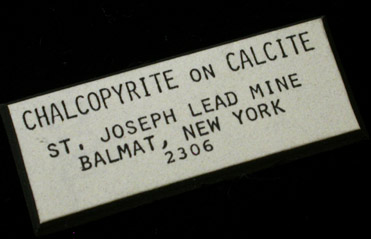 CHALCOPYRITE ON CALCITE
ST. JOSEPH LEAD MINE
BALMAT, NEW YORK
2306